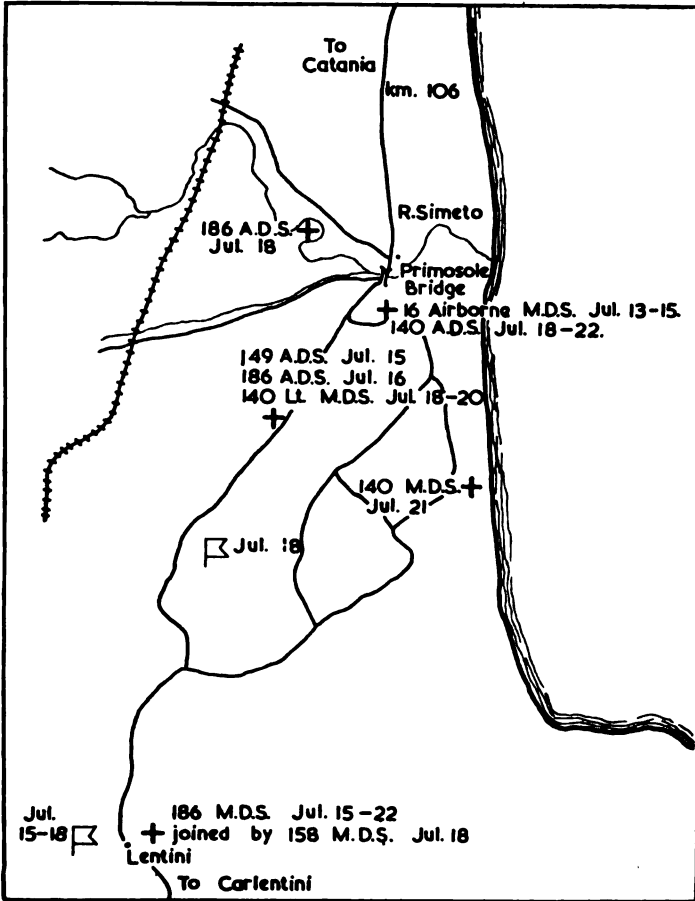 To
Catania
km. 106
R.Simeto
186 A.D.S.
Jul. 18
Primosole
Bridge
16 Airborne M.D.S. Jul. 13-15.
140 A.D.S. Jul. 18-22.
149 A.D.S. Jul. 15
186 A.D.S. Jul. 16
140 Lt. M.D.S. Jul. 18-20
140 M.D.S.
Jul. 21
Jul. 18
Jul.
15-18
186 M.D.S. Jul. 15-22
joined by 158 M.D.S. Jul. 18
Lentini
To Carlentini